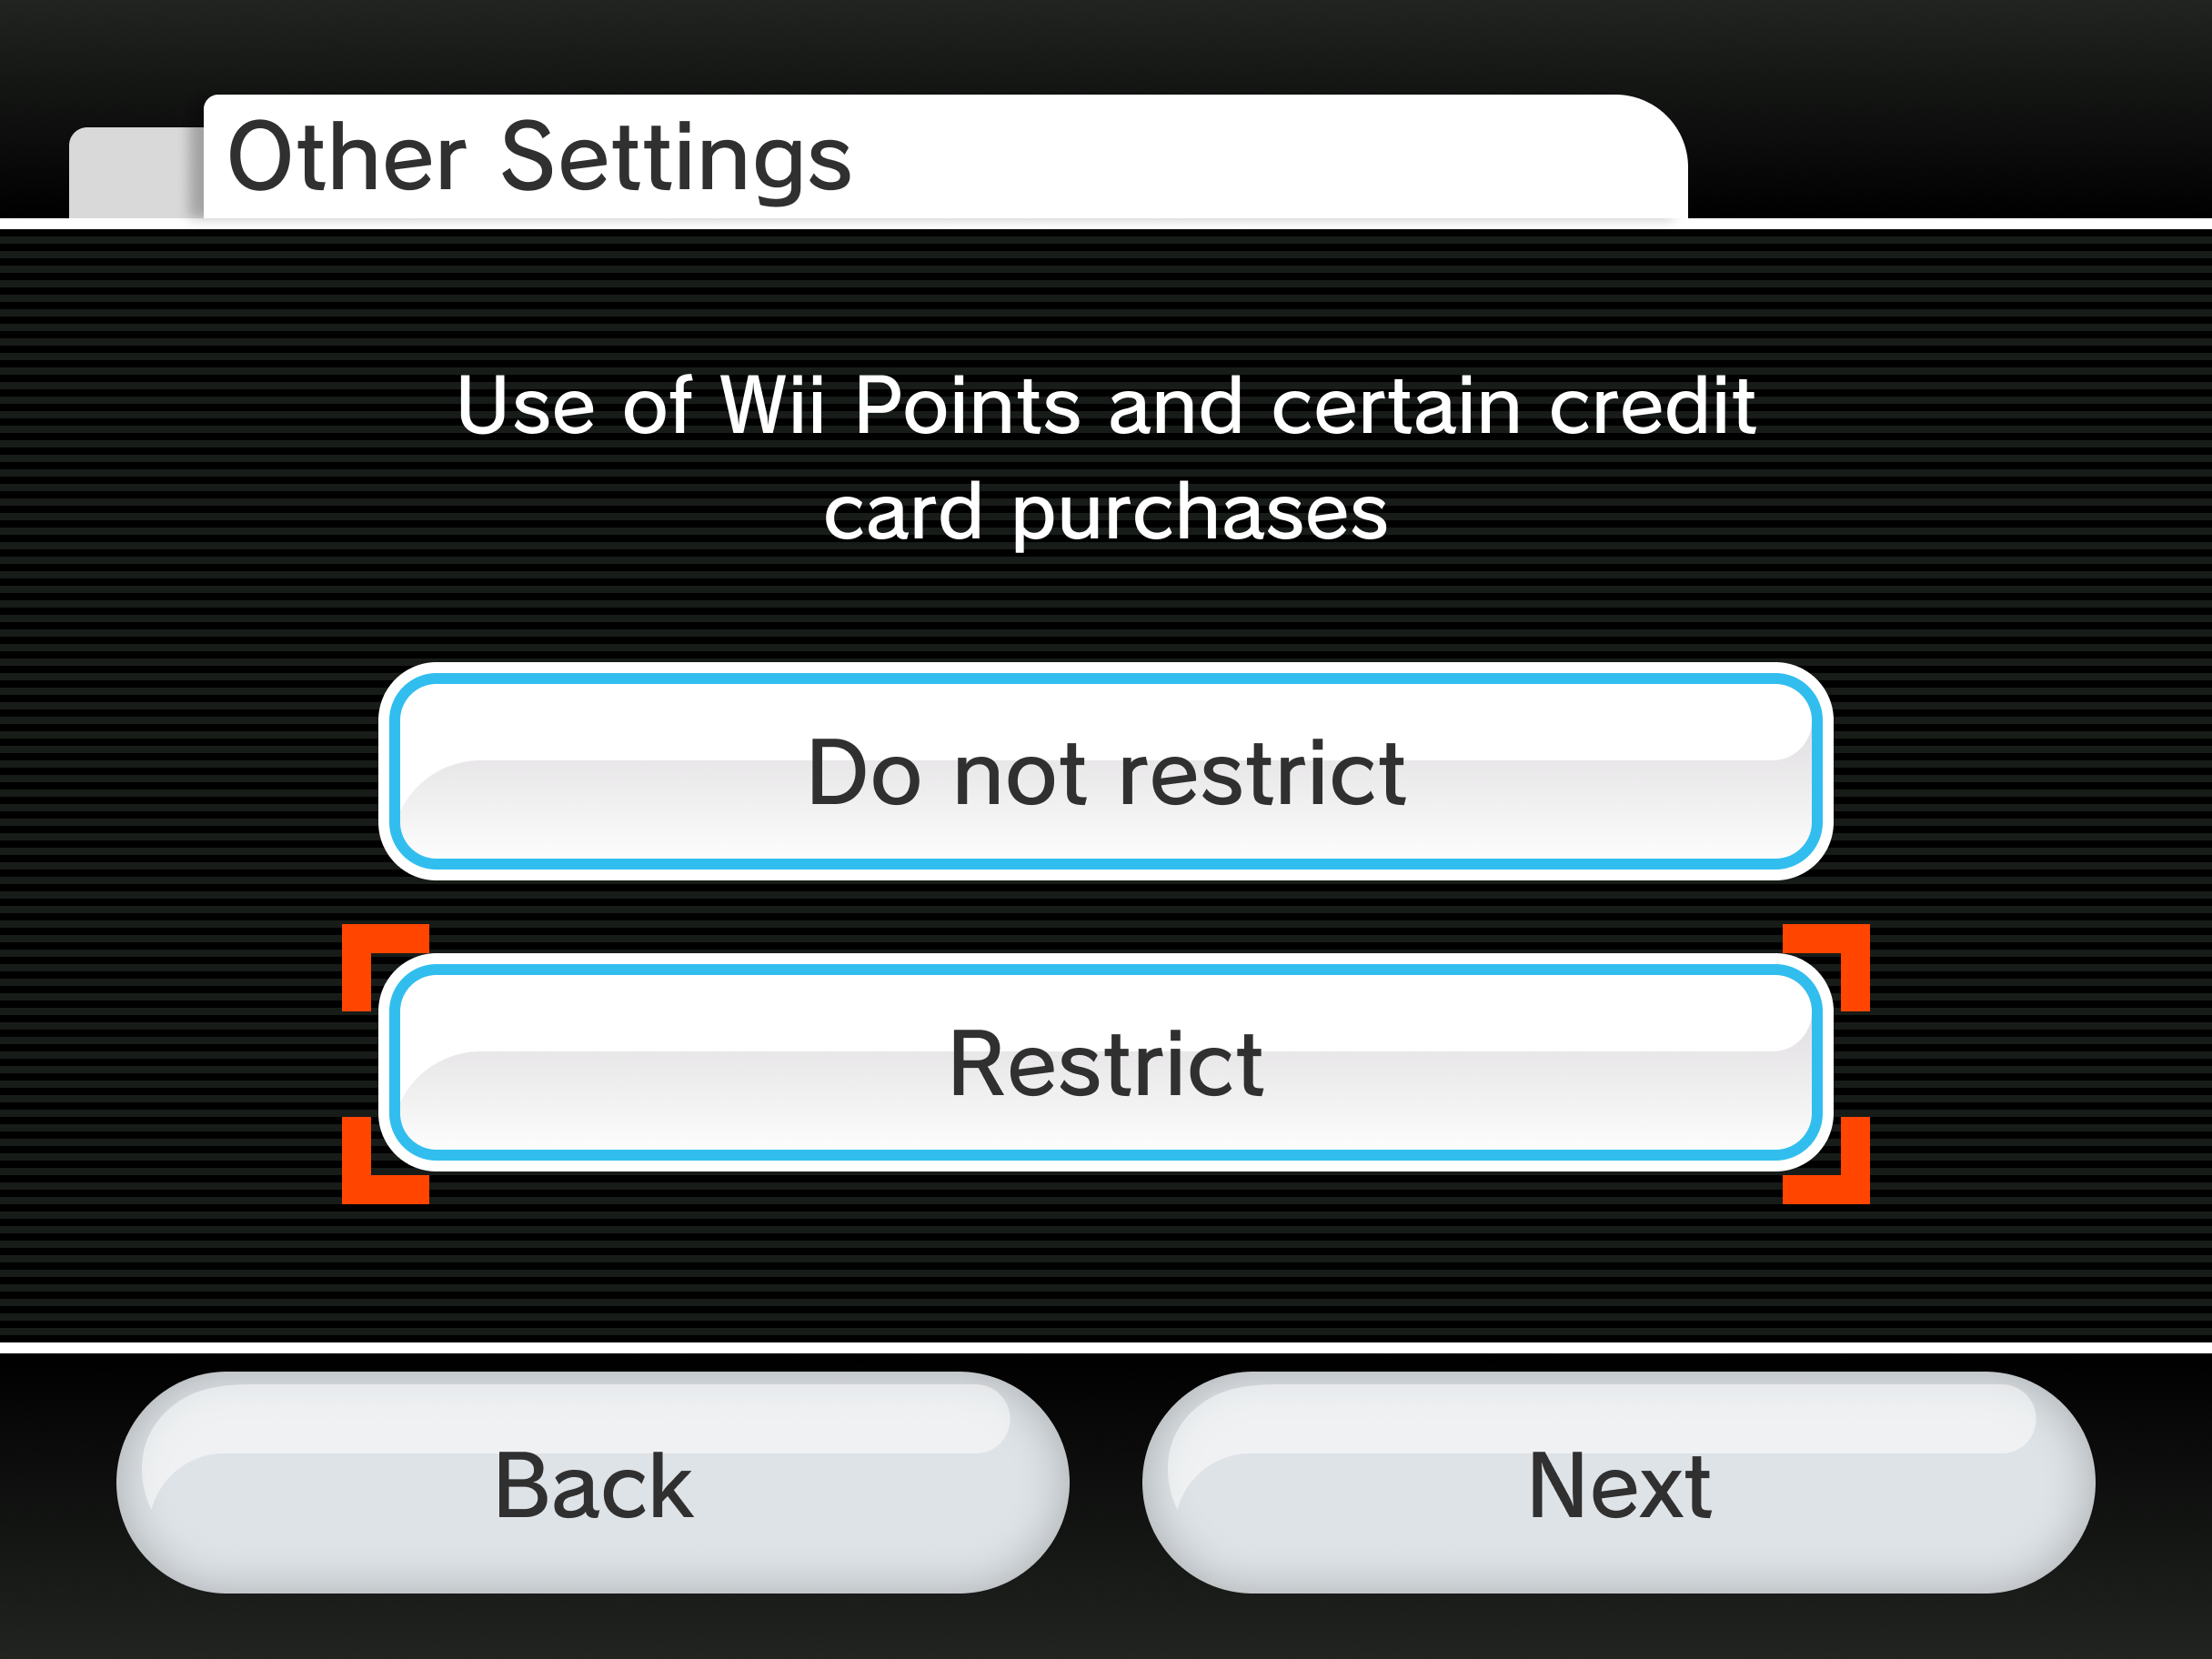 Other Settings
Use of Wii Points and certain credit
card purchases
Do not restrict
Restrict
Back
Next